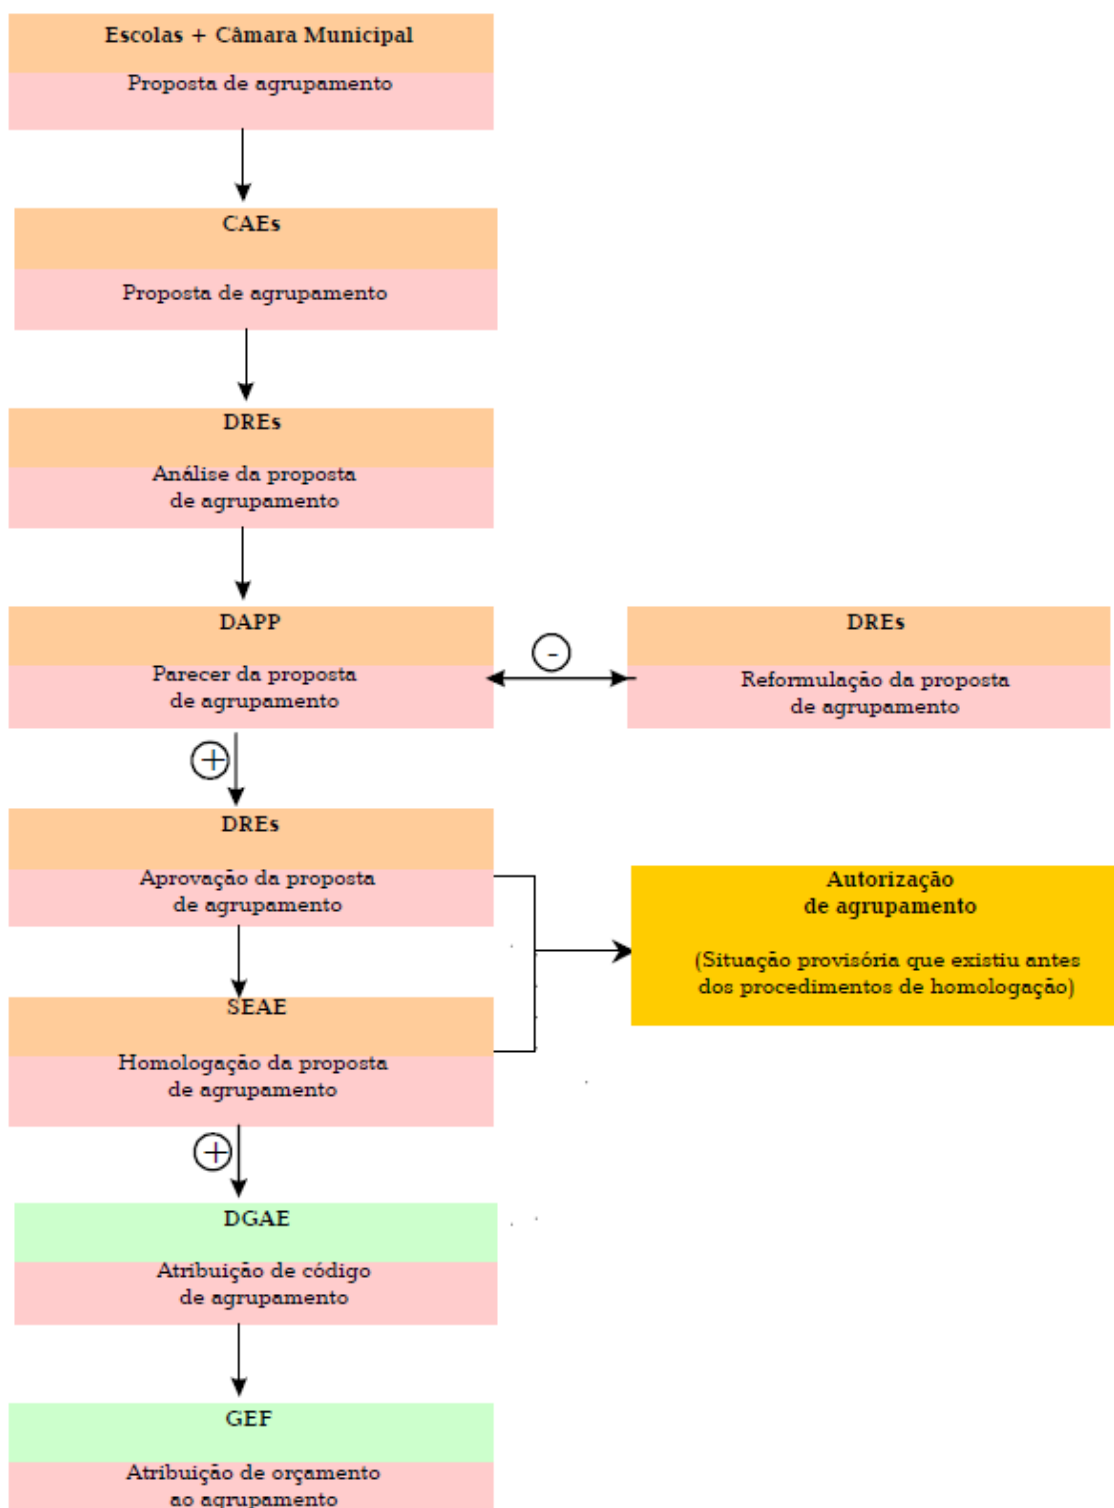 Escolas + Câmara Municipal
Proposta de agrupamento
CAEs
Proposta de agrupamento
DREs
Análise da proposta
de agrupamento
DAPP
Parecer da proposta
de agrupamento
-
DREs
Reformulação da proposta
de agrupamento
+
DREs
Aprovação da proposta
de agrupamento
Autorização
de agrupamento
(Situação provisória que existiu antes
dos procedimentos de homologação)
SEAE
Homologação da proposta
de agrupamento
+
DGAE
Atribuição de código
de agrupamento
GEF
Atribuição de orçamento
ao agrupamento